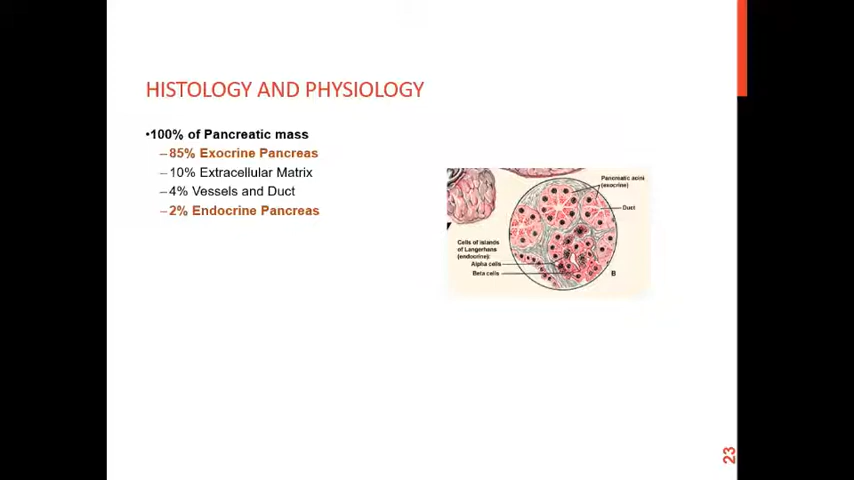 HISTOLOGY AND PHYSIOLOGY
•100% of Pancreatic mass
–85% Exocrine Pancreas
–10% Extracellular Matrix
–4% Vessels and Duct
–2% Endocrine Pancreas
Pancreatic acini
(exocrine)
Duct
Cells of islands
of Langerhans
(endocrine):
Alpha cells
Beta cells
B
23